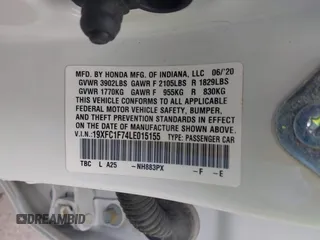 MFD. BY HONDA MFG. OF INDIANA, LLC 06/'20
GVWR 3902LBS GAWR F 2105LBS R 1829LBS
GVWR 1770KG GAWR F 955KG R 830KG
THIS VEHICLE CONFORMS TO ALL APPLICABLE
FEDERAL MOTOR VEHICLE SAFETY, BUMPER,
AND THEFT PREVENTION STANDARDS IN EFFECT
ON THE DATE OF MANUFACTURE SHOWN ABOVE.
V.I.N.:19XFC1F74LE015155 TYPE: PASSENGER CAR
TBC L A25 -NH883PX -F -E
DREAMBID
.COM